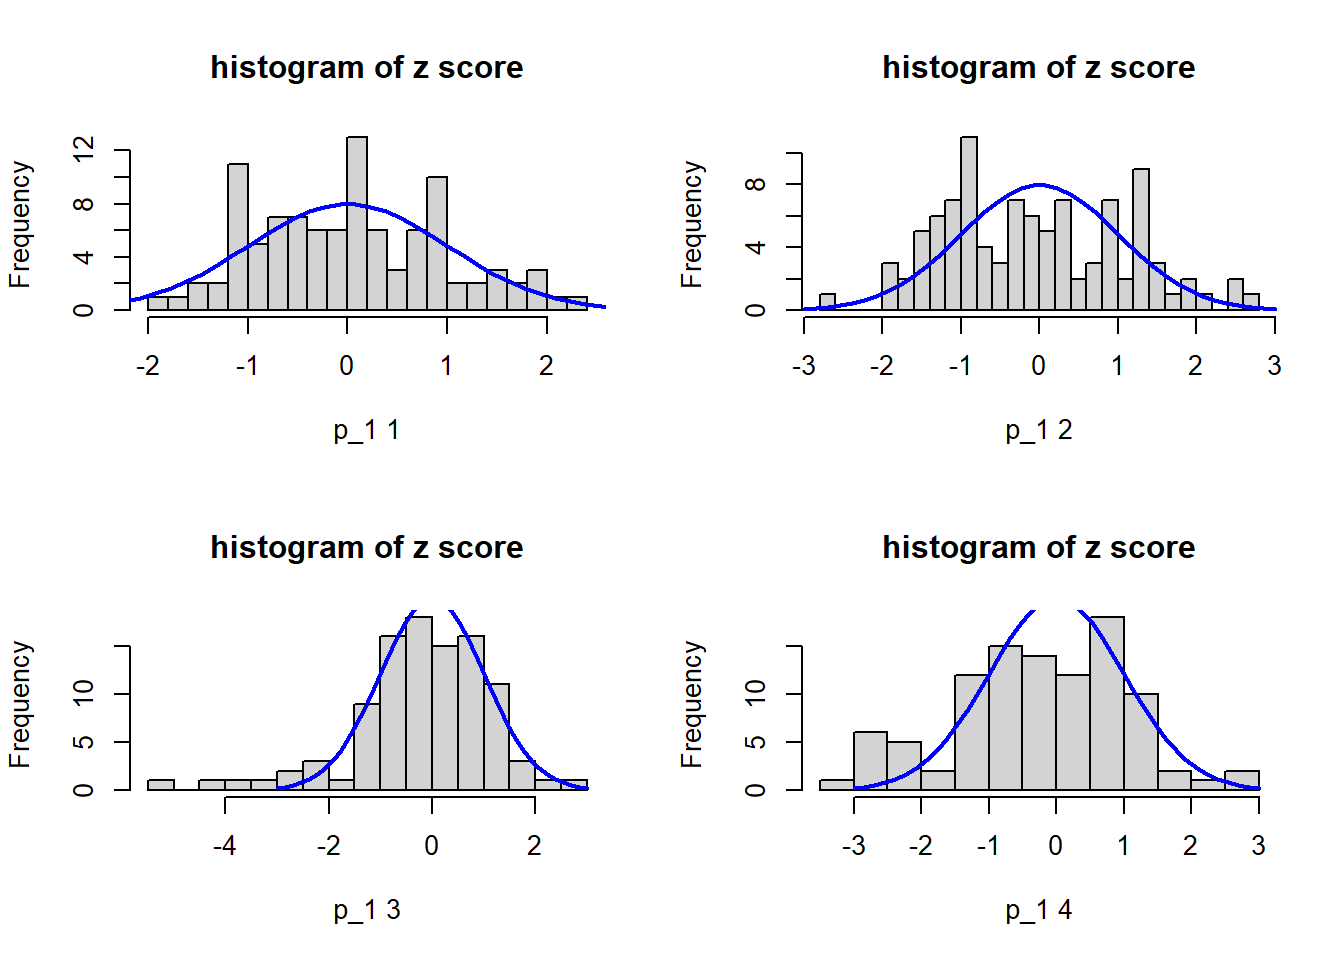 histogram of z score
Frequency
12
8
4
0
-2 -1 0 1 2
p_1 1
histogram of z score
Frequency
8
4
0
-3 -2 -1 0 1 2 3
p_1 2
histogram of z score
Frequency
10
5
0
-4 -2 0 2
p_1 3
histogram of z score
Frequency
10
5
0
-3 -2 -1 0 1 2 3
p_1 4